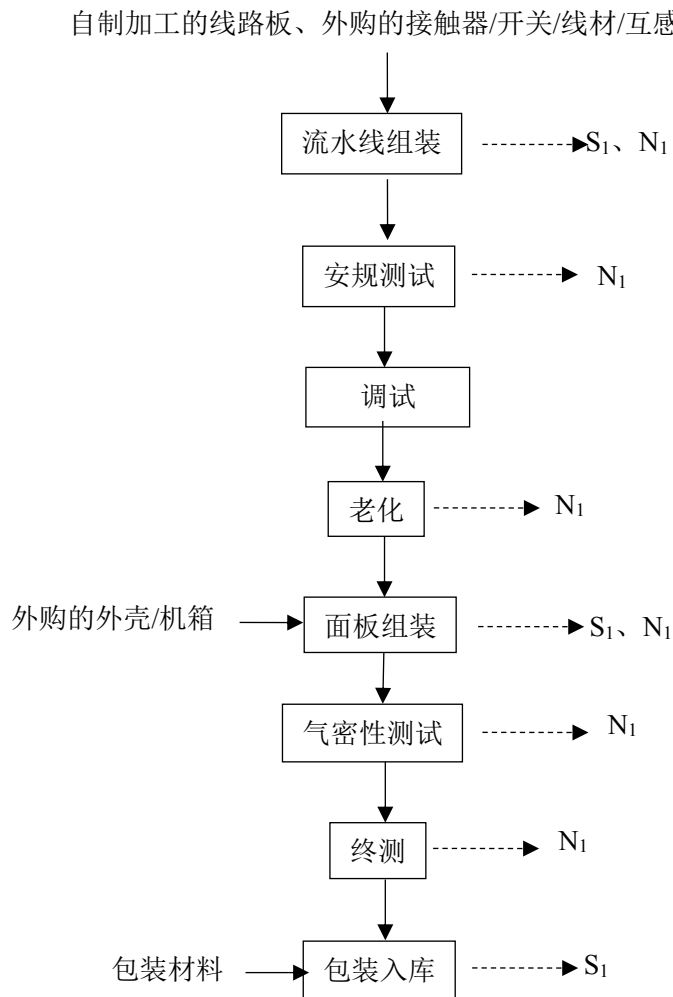 自制加工的线路板、外购的接触器/开关/线材/互感
流水线组装
S₁、N₁
安规测试
N₁
调试
老化
N₁
外购的外壳/机箱
面板组装
S₁、N₁
气密性测试
N₁
终测
N₁
包装材料
包装入库
S₁